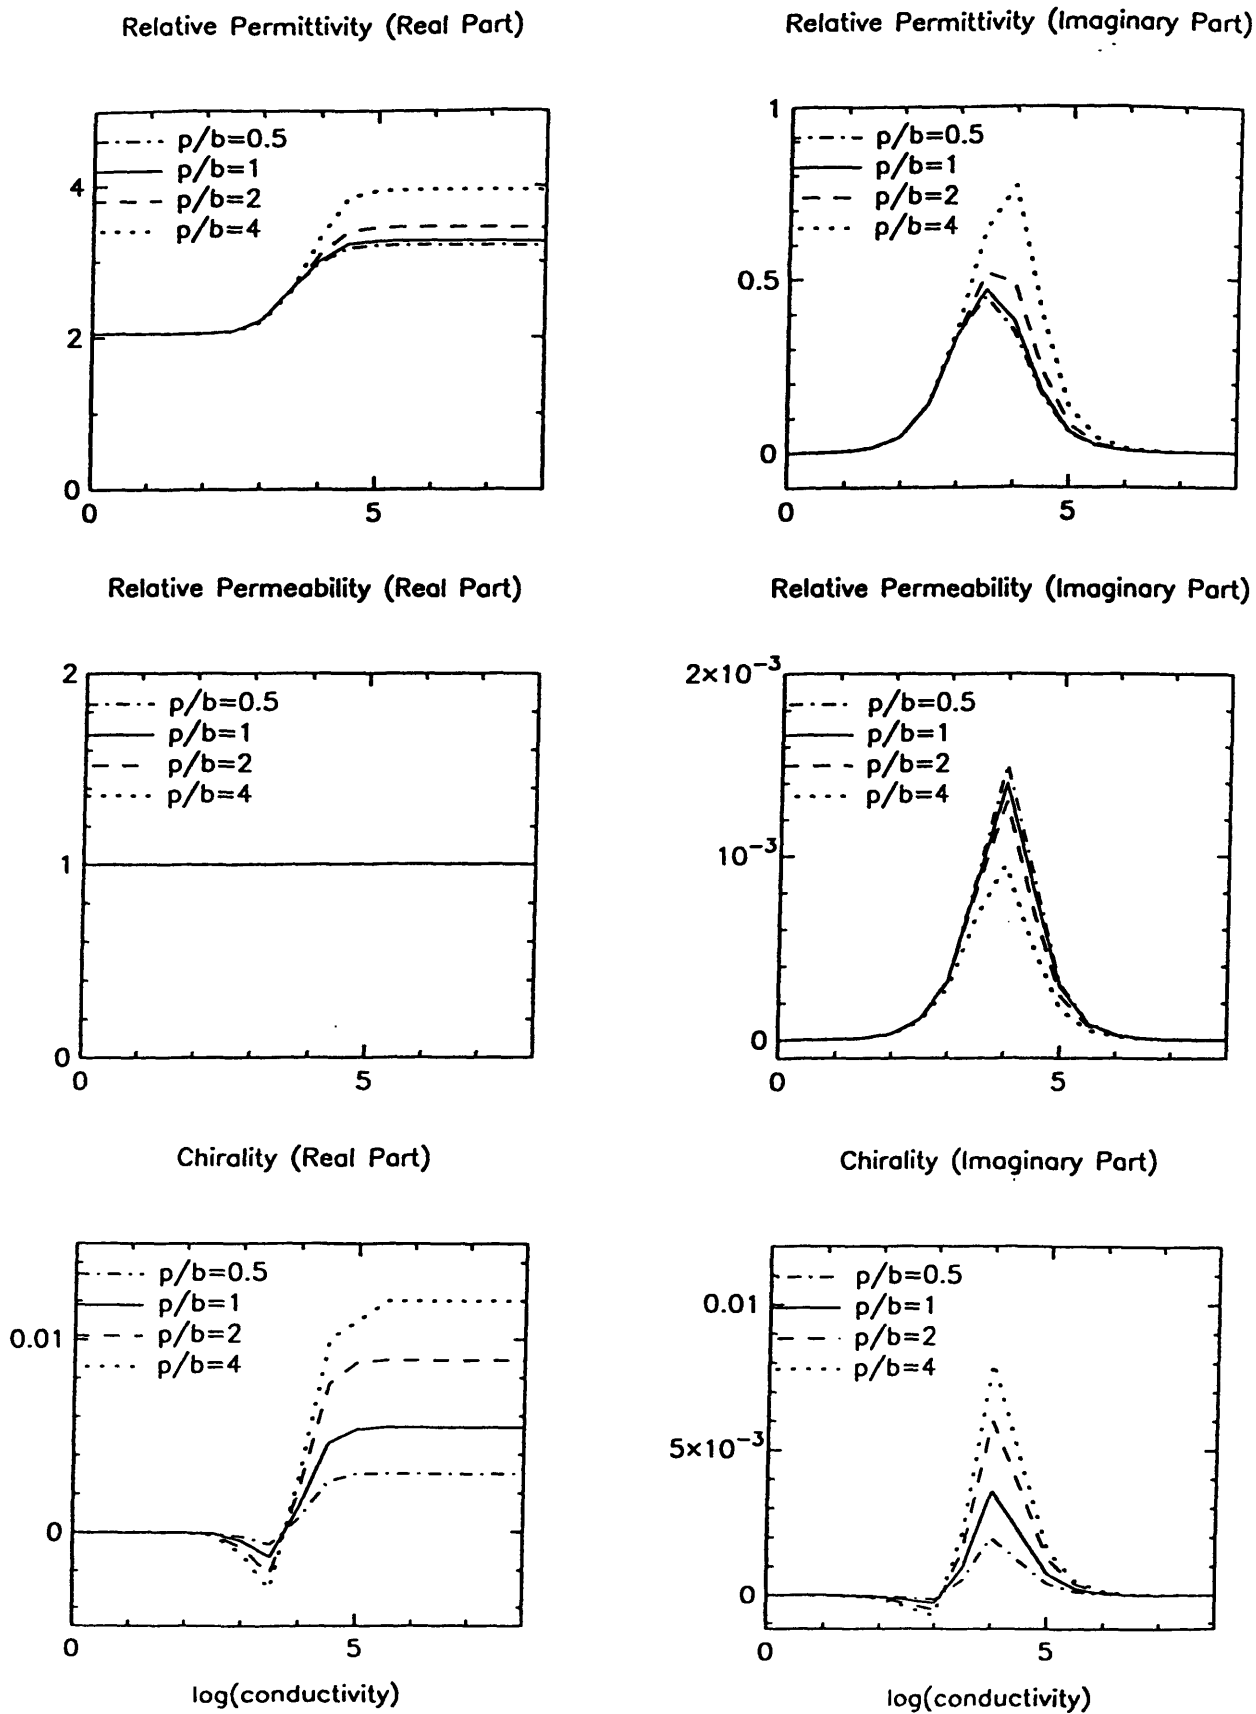 Relative Permittivity (Real Part)
p/b=0.5
p/b=1
p/b=2
p/b=4
4
2
0
0
5
Relative Permittivity (Imaginary Part)
1
p/b=0.5
p/b=1
p/b=2
p/b=4
0.5
0
0
5
Relative Permeability (Real Part)
2
p/b=0.5
p/b=1
p/b=2
p/b=4
1
0
0
5
Relative Permeability (Imaginary Part)
2×10⁻³
p/b=0.5
p/b=1
p/b=2
p/b=4
10⁻³
0
0
5
Chirality (Real Part)
p/b=0.5
p/b=1
0.01
p/b=2
p/b=4
0
0
5
log(conductivity)
Chirality (Imaginary Part)
p/b=0.5
0.01
p/b=1
p/b=2
p/b=4
5×10⁻³
0
0
5
log(conductivity)